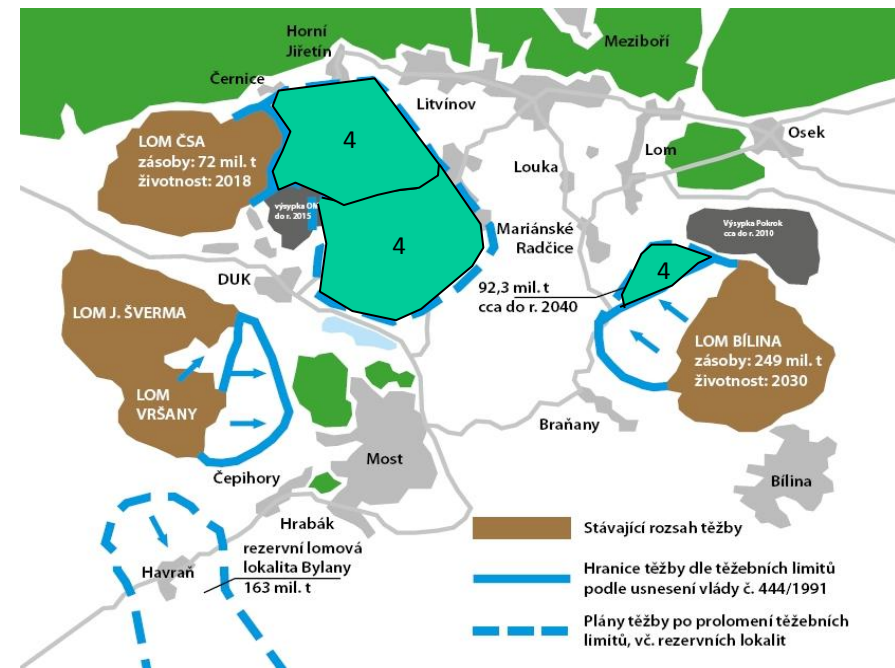 Horní
Jiřetín
Meziboří
Černice
Litvínov
Osek
LOM ČSA
zásoby: 72 mil. t
životnost: 2018
4
Louka
Lom
výsypka
do r. 2015
Mariánské
Radčice
Výsypka Pokrok
cca do r. 2010
4
4
DUK
92,3 mil. t
cca do r. 2040
LOM J. ŠVERMA
LOM BÍLINA
zásoby: 249 mil. t
životnost: 2030
LOM
VRŠANY
Braňany
Most
Čepihory
Bílina
Hrabák
Stávající rozsah těžby
rezervní lomová
lokalita Bylany
163 mil. t
Havraň
Hranice těžby dle těžebních limitů
podle usnesení vlády č. 444/1991
Plány těžby po prolomení těžebních
limitů, vč. rezervních lokalit